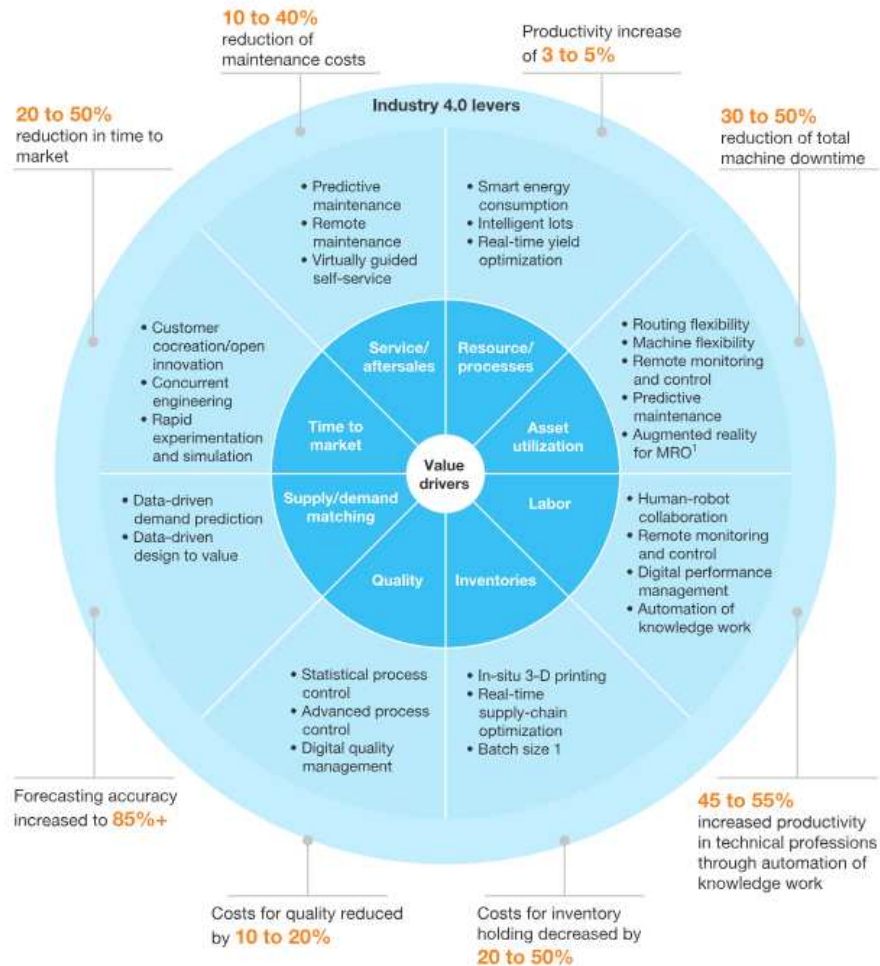 10 to 40%
reduction of
maintenance costs
Productivity increase
of 3 to 5%
20 to 50%
reduction in time to
market
Industry 4.0 levers
30 to 50%
reduction of total
machine downtime
• Predictive
maintenance
• Remote
maintenance
• Virtually guided
self-service
• Smart energy
consumption
• Intelligent lots
• Real-time yield
optimization
• Customer
cocreation/open
innovation
• Concurrent
engineering
• Rapid
experimentation
and simulation
Service/
aftersales
Resource/
processes
• Routing flexibility
• Machine flexibility
• Remote monitoring
and control
• Predictive
maintenance
• Augmented reality
for MRO¹
Time to
market
Asset
utilization
Value
drivers
• Data-driven
demand prediction
• Data-driven
design to value
Supply/demand
matching
Labor
• Human-robot
collaboration
• Remote monitoring
and control
• Digital performance
management
• Automation of
knowledge work
Quality
Inventories
• Statistical process
control
• Advanced process
control
• Digital quality
management
• In-situ 3-D printing
• Real-time
supply-chain
optimization
• Batch size 1
Forecasting accuracy
increased to 85%+
45 to 55%
increased productivity
in technical professions
through automation of
knowledge work
Costs for quality reduced
by 10 to 20%
Costs for inventory
holding decreased by
20 to 50%